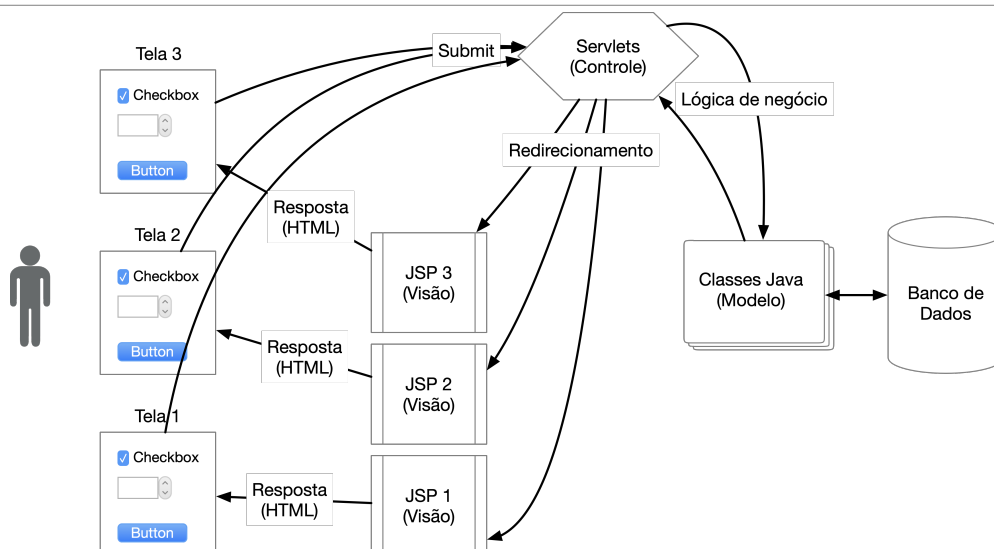 Tela 3
Checkbox
Button
Submit
Servlets
(Controle)
Lógica de negócio
Redirecionamento
Resposta
(HTML)
JSP 3
(Visão)
Tela 2
Checkbox
Button
Resposta
(HTML)
JSP 2
(Visão)
Classes Java
(Modelo)
Banco de
Dados
Tela 1
Checkbox
Button
Resposta
(HTML)
JSP 1
(Visão)